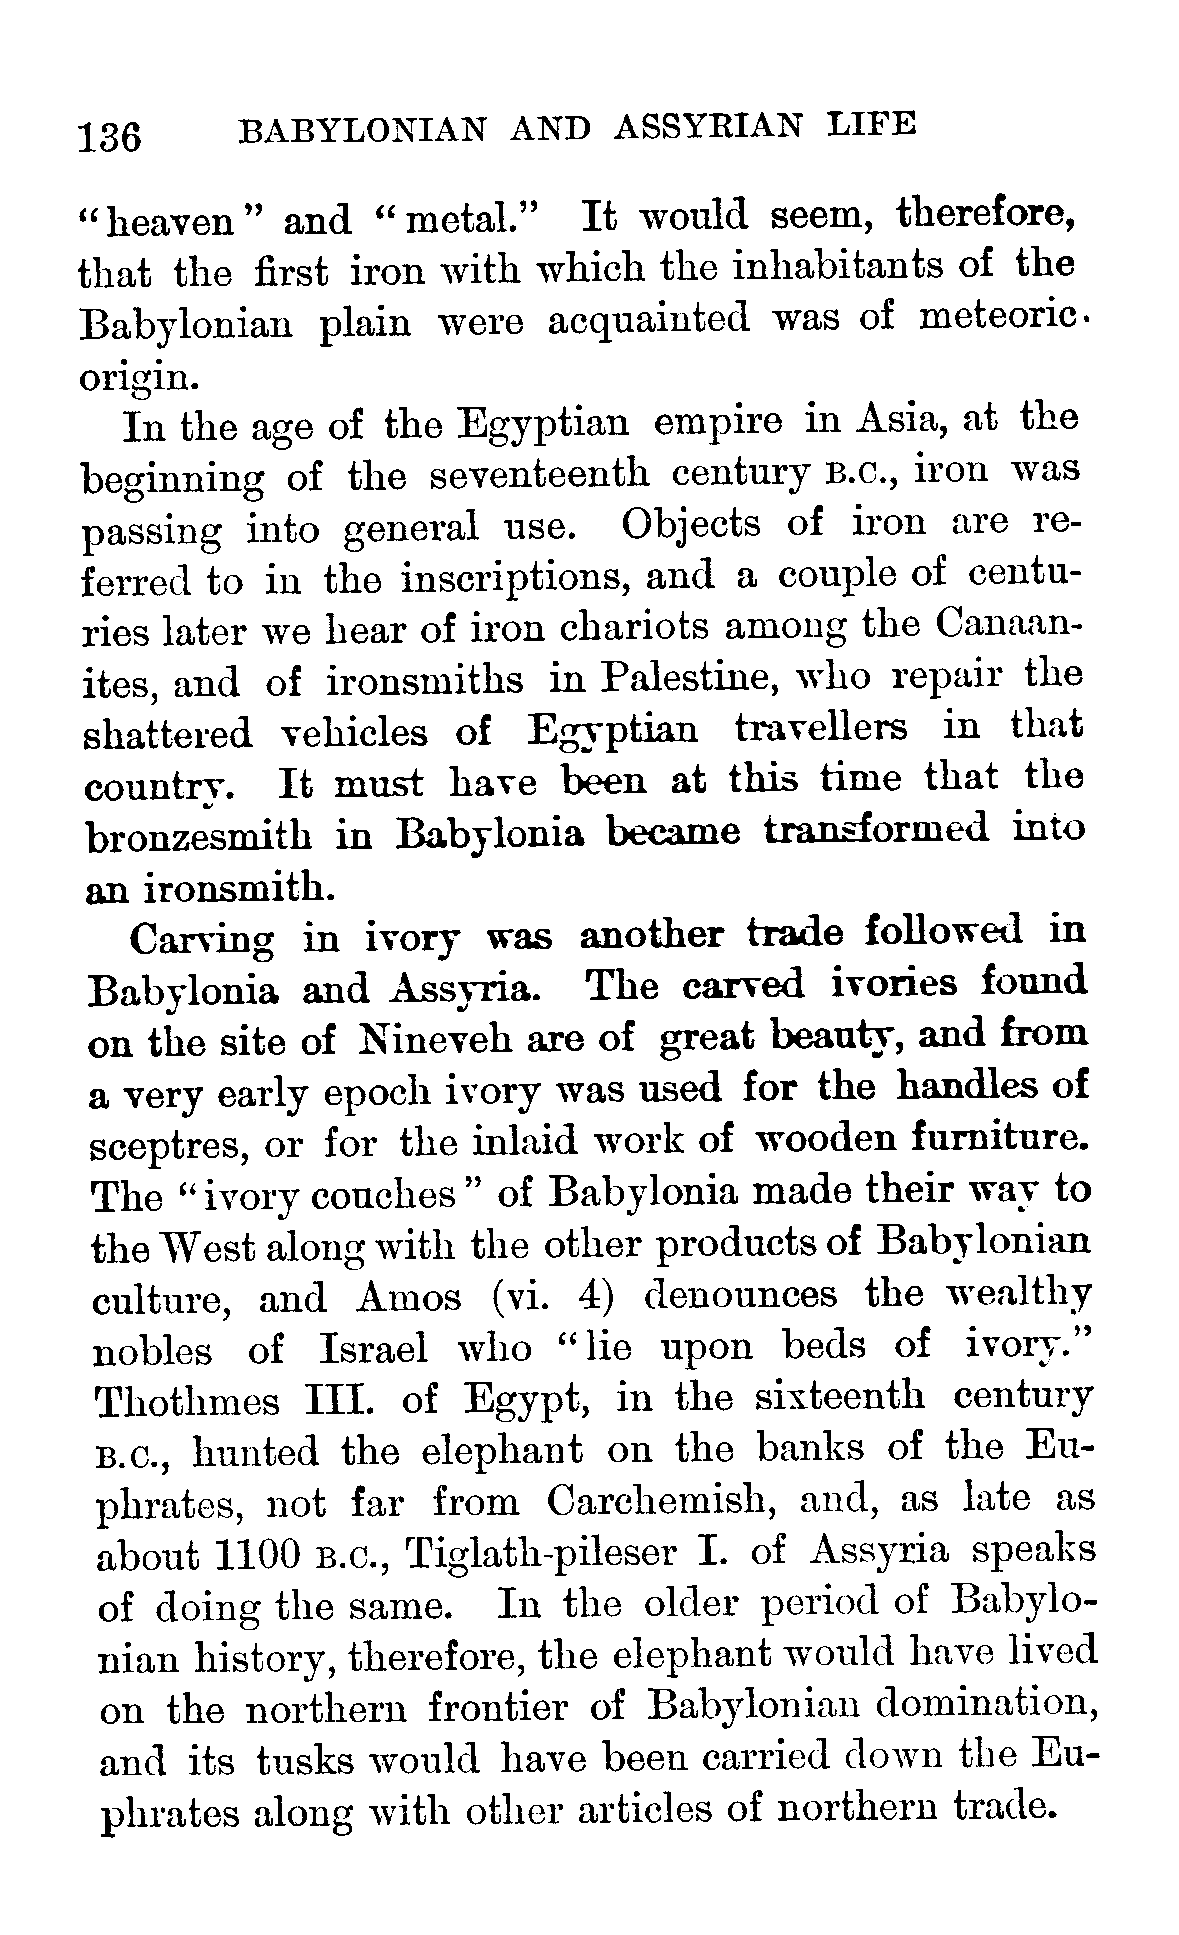 136 BABYLONIAN AND ASSYRIAN LIFE
“heaven” and “metal.” It would seem, therefore,
that the first iron with which the inhabitants of the
Babylonian plain were acquainted was of meteoric
origin.
In the age of the Egyptian empire in Asia, at the
beginning of the seventeenth century B.C., iron was
passing into general use. Objects of iron are re-
ferred to in the inscriptions, and a couple of centu-
ries later we hear of iron chariots among the Canaan-
ites, and of ironsmiths in Palestine, who repair the
shattered vehicles of Egyptian travellers in that
country. It must have been at this time that the
bronzesmith in Babylonia became transformed into
an ironsmith.
Carving in ivory was another trade followed in
Babylonia and Assyria. The carved ivories found
on the site of Nineveh are of great beauty, and from
a very early epoch ivory was used for the handles of
sceptres, or for the inlaid work of wooden furniture.
The “ivory couches” of Babylonia made their way to
the West along with the other products of Babylonian
culture, and Amos (vi. 4) denounces the wealthy
nobles of Israel who “lie upon beds of ivory.”
Thothmes III. of Egypt, in the sixteenth century
B.C., hunted the elephant on the banks of the Eu-
phrates, not far from Carchemish, and, as late as
about 1100 B.C., Tiglath-pileser I. of Assyria speaks
of doing the same. In the older period of Babylo-
nian history, therefore, the elephant would have lived
on the northern frontier of Babylonian domination,
and its tusks would have been carried down the Eu-
phrates along with other articles of northern trade.